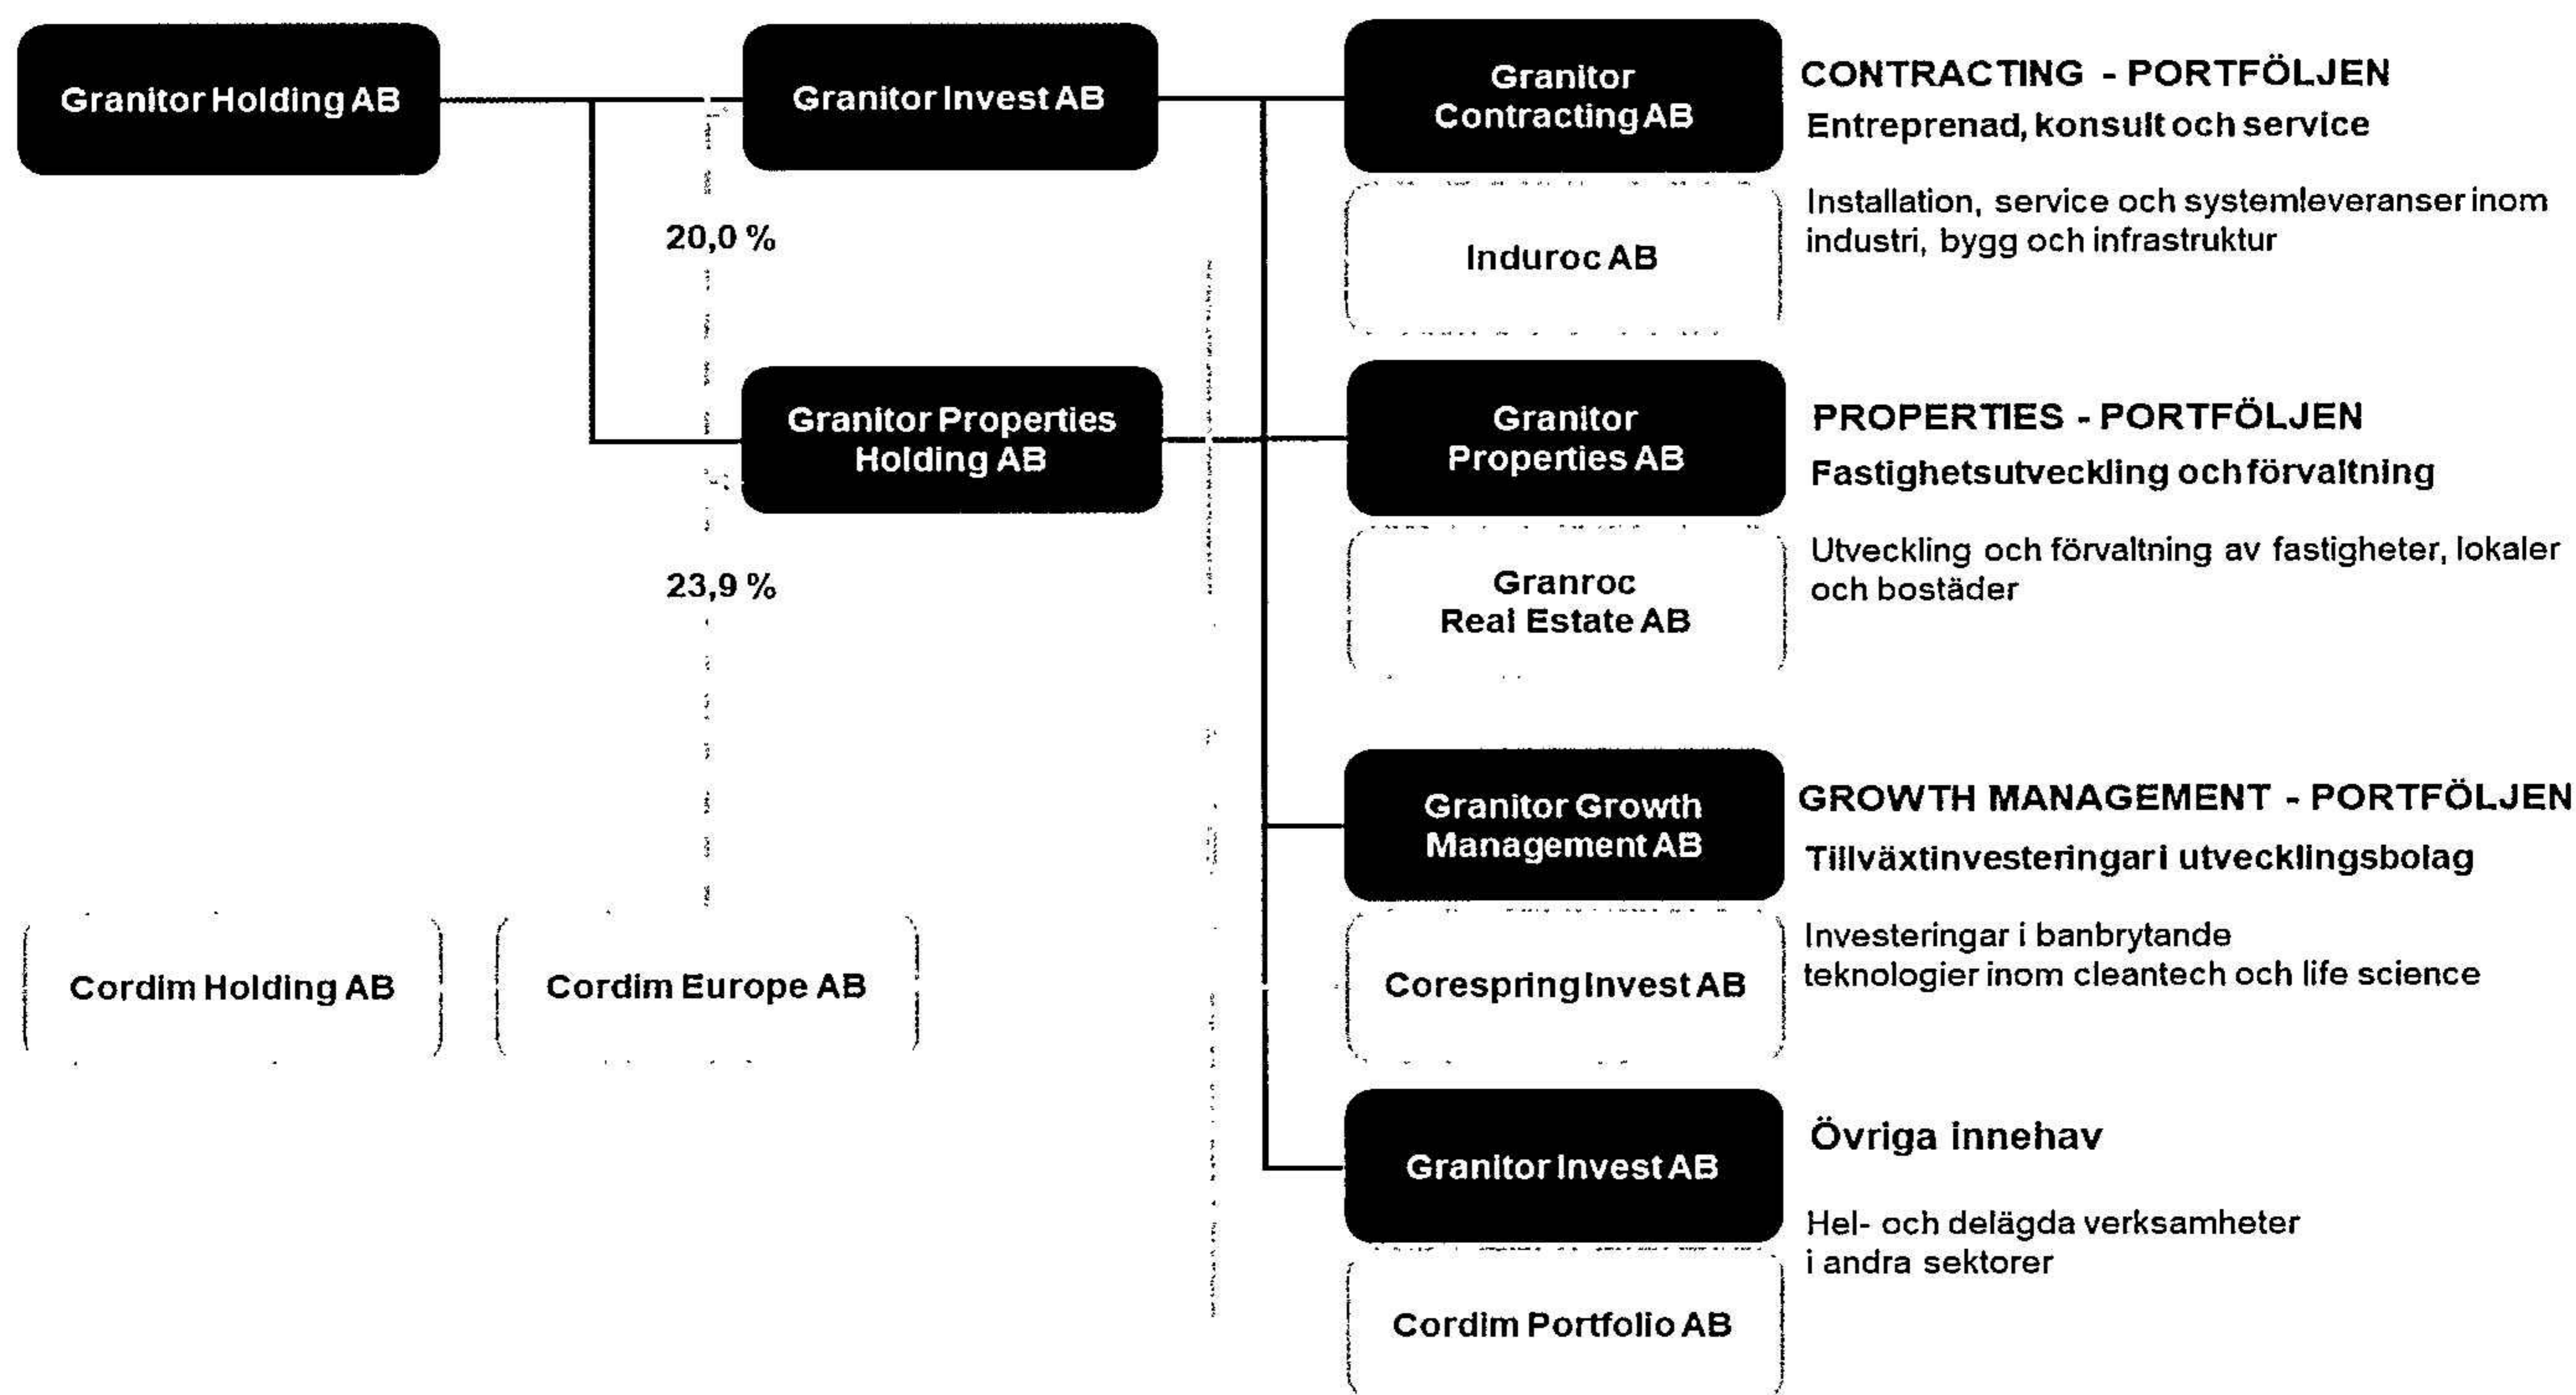 Granitor Holding AB
Granitor Invest AB
Granitor
Contracting AB
CONTRACTING - PORTFÖLJEN
Entreprenad, konsult och service
Installation, service och systemleveranser inom
industri, bygg och infrastruktur
20,0 %
Induroc AB
Granitor Properties
Holding AB
Granitor
Properties AB
PROPERTIES - PORTFÖLJEN
Fastighetsutveckling och förvaltning
Utveckling och förvaltning av fastigheter, lokaler
och bostäder
23,9 %
Granroc
Real Estate AB
Granitor Growth
Management AB
GROWTH MANAGEMENT - PORTFÖLJEN
Tillväxtinvesteringar i utvecklingsbolag
Investeringar i banbrytande
teknologier inom cleantech och life science
Cordim Holding AB
Cordim Europe AB
Corespring Invest AB
Granitor Invest AB
Övriga innehav
Hel- och delägda verksamheter
i andra sektorer
Cordim Portfolio AB